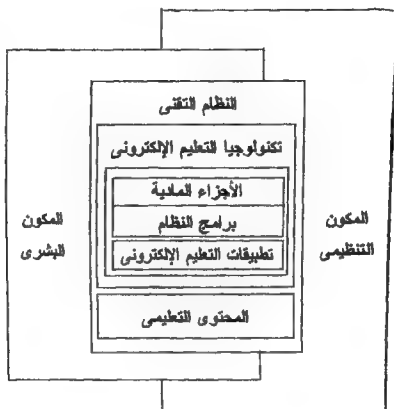 النظام التقنى
تكنولوجيا التعليم الإلكترونى
الأجزاء المادية
برامج النظام
تطبيقات التعليم الإلكترونى
المحتوى التعليمى
المكون
التنظيمى
المكون
البشرى